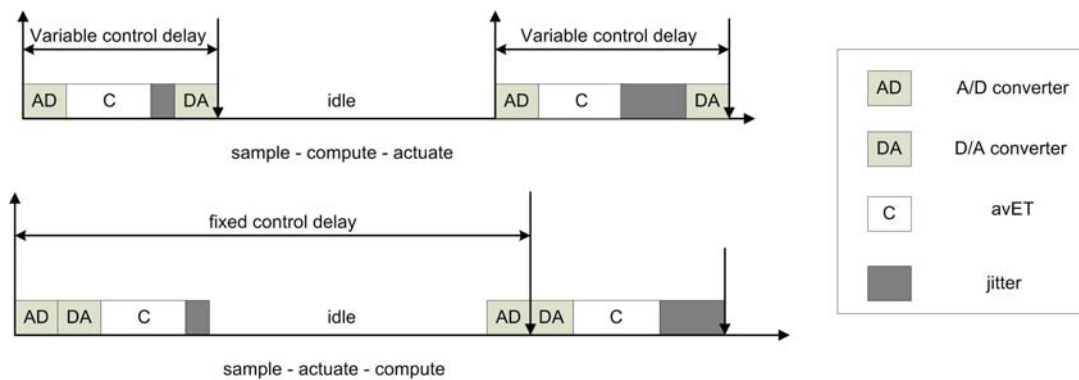 Variable control delay
Variable control delay
AD C DA idle AD C DA
sample - compute - actuate
fixed control delay
AD DA C idle AD DA C
sample - actuate - compute
AD A/D converter
DA D/A converter
C avET
jitter